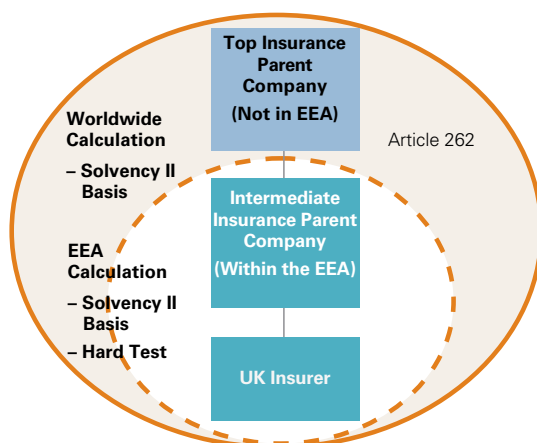 Top Insurance
Parent
Company
(Not in EEA)
Worldwide
Calculation
– Solvency II
Basis
Article 262
Intermediate
Insurance Parent
Company
(Within the EEA)
EEA
Calculation
– Solvency II
Basis
– Hard Test
UK Insurer